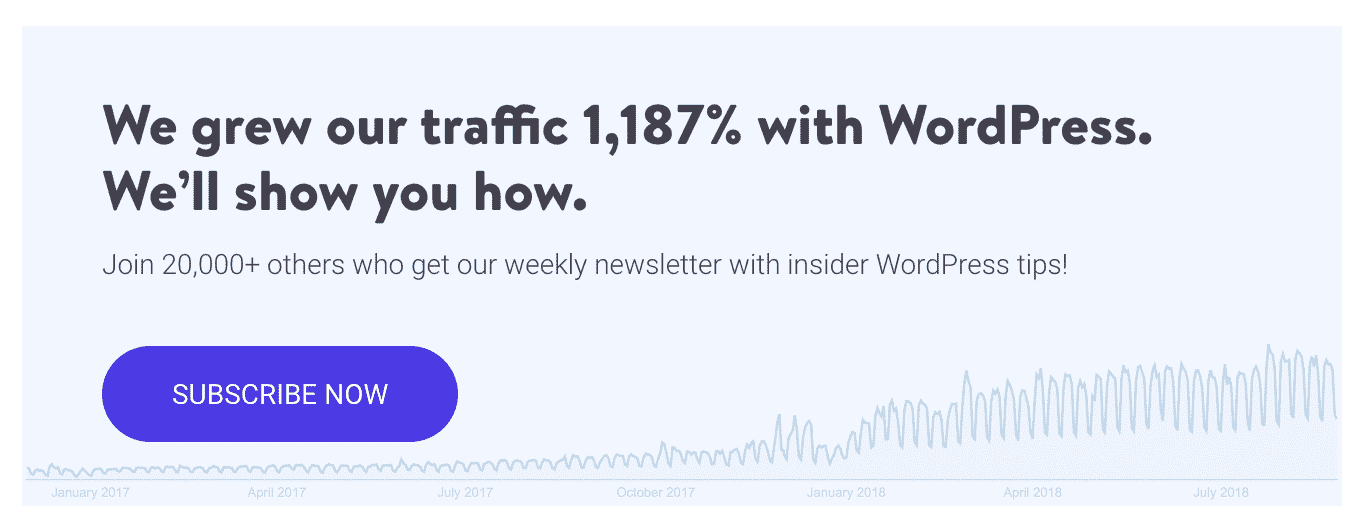 We grew our traffic 1,187% with WordPress.
We’ll show you how.
Join 20,000+ others who get our weekly newsletter with insider WordPress tips!
SUBSCRIBE NOW
January 2017 April 2017 July 2017 October 2017 January 2018 April 2018 July 2018